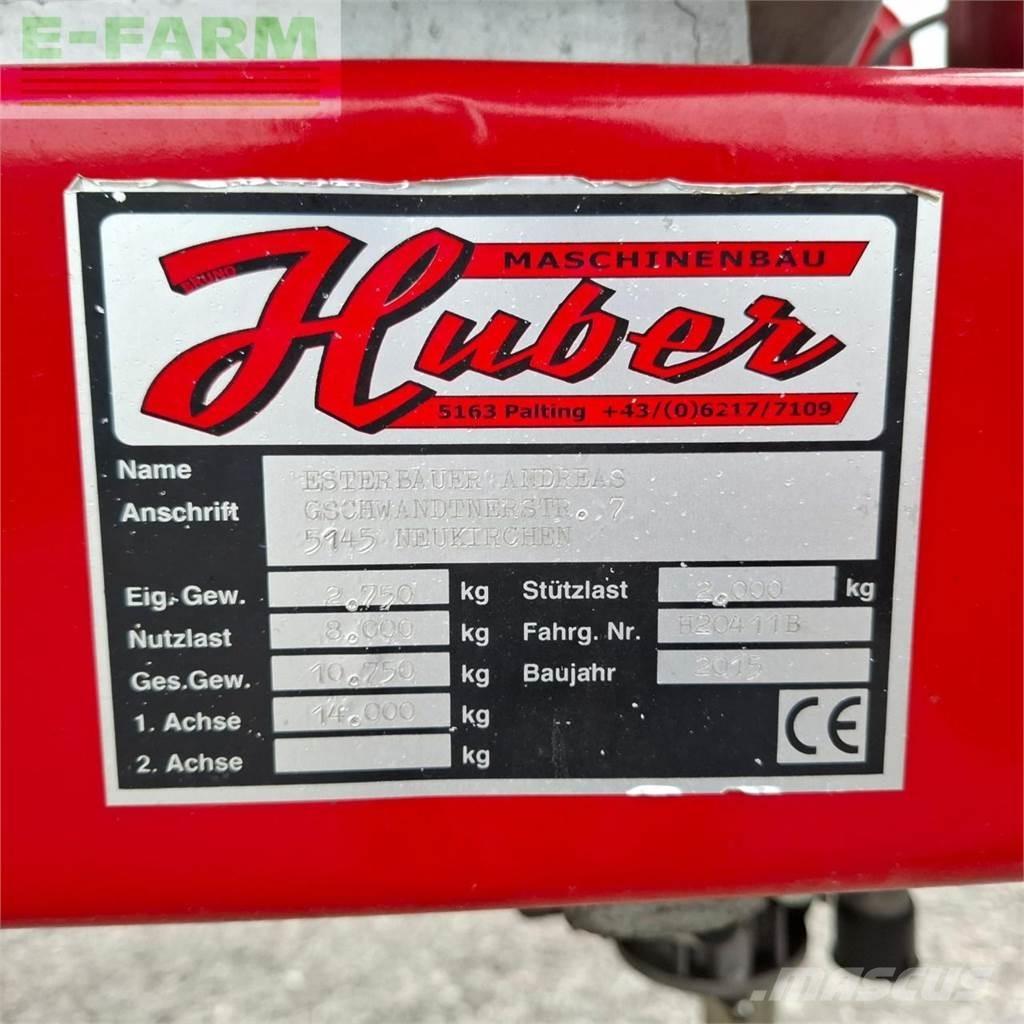 E-FARM
BRUNO
MASCHINENBAU
Huber
5163 Palting +43/(0)6217/7109
Name ESTERBAUER ANDREAS
Anschrift GSCHWANDTNERSTR. 7
5145 NEUKIRCHEN
Eig. Gew. 2.750 kg Stützlast 2.000 kg
Nutzlast 8.000 kg Fahrg. Nr. H20411B
Ges.Gew. 10.750 kg Baujahr 2015
1. Achse 14.000 kg
2. Achse kg
CE
MASCUS